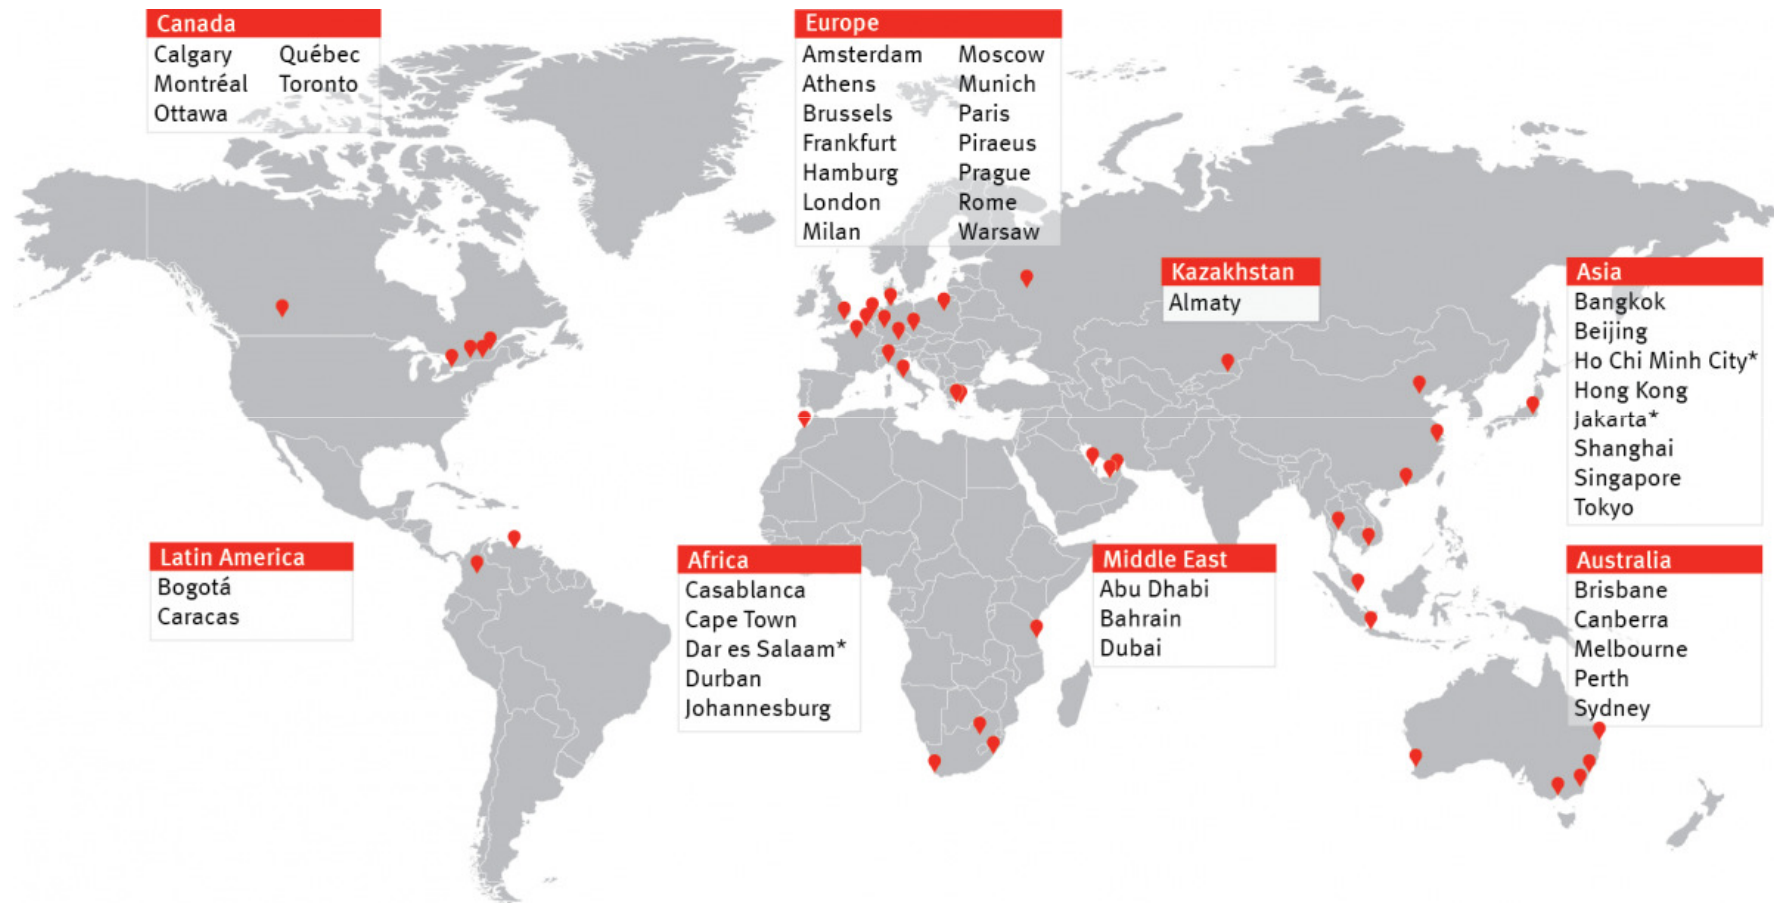 Canada
Calgary Québec
Montréal Toronto
Ottawa
Europe
Amsterdam Moscow
Athens Munich
Brussels Paris
Frankfurt Piraeus
Hamburg Prague
London Rome
Milan Warsaw
Kazakhstan
Almaty
Asia
Bangkok
Beijing
Ho Chi Minh City*
Hong Kong
Jakarta*
Shanghai
Singapore
Tokyo
Latin America
Bogotá
Caracas
Africa
Casablanca
Cape Town
Dar es Salaam*
Durban
Johannesburg
Middle East
Abu Dhabi
Bahrain
Dubai
Australia
Brisbane
Canberra
Melbourne
Perth
Sydney